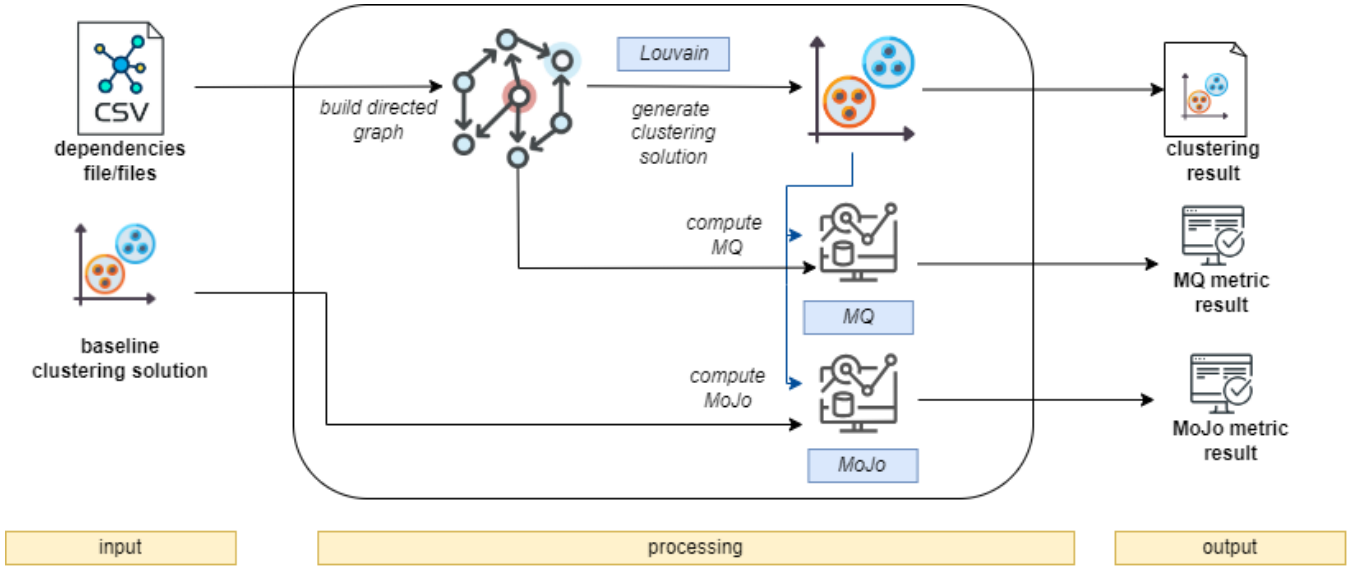 CSV
dependencies
file/files
baseline
clustering solution
build directed
graph
Louvain
generate
clustering
solution
compute
MQ
MQ
compute
MoJo
MoJo
clustering
result
MQ metric
result
MoJo metric
result
input
processing
output